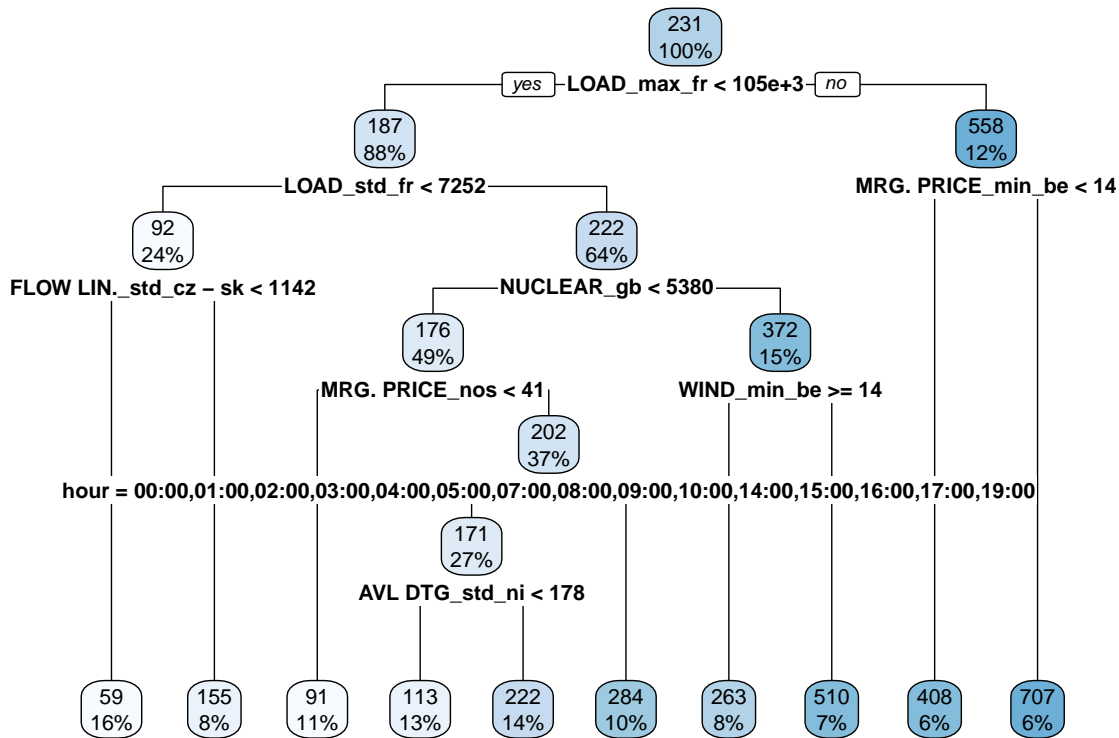 231
100%
yes LOAD_max_fr < 105e+3 no
187
88%
558
12%
LOAD_std_fr < 7252
MRG. PRICE_min_be < 14
92
24%
222
64%
FLOW LIN._std_cz − sk < 1142
NUCLEAR_gb < 5380
176
49%
372
15%
MRG. PRICE_nos < 41
WIND_min_be >= 14
202
37%
hour = 00:00,01:00,02:00,03:00,04:00,05:00,07:00,08:00,09:00,10:00,14:00,15:00,16:00,17:00,19:00
171
27%
AVL DTG_std_ni < 178
59 155 91 113 222 284 263 510 408 707
16% 8% 11% 13% 14% 10% 8% 7% 6% 6%